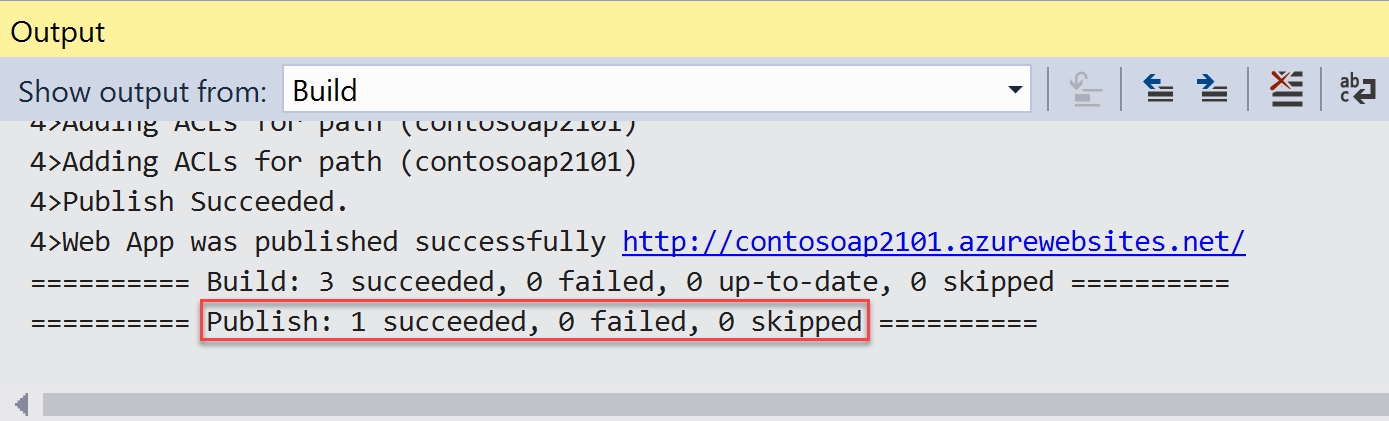 Output
Show output from: Build
4>Adding ACLs for path (contosoap2101)
4>Adding ACLs for path (contosoap2101)
4>Publish Succeeded.
4>Web App was published successfully http://contosoap2101.azurewebsites.net/
========== Build: 3 succeeded, 0 failed, 0 up-to-date, 0 skipped ==========
========== Publish: 1 succeeded, 0 failed, 0 skipped ==========